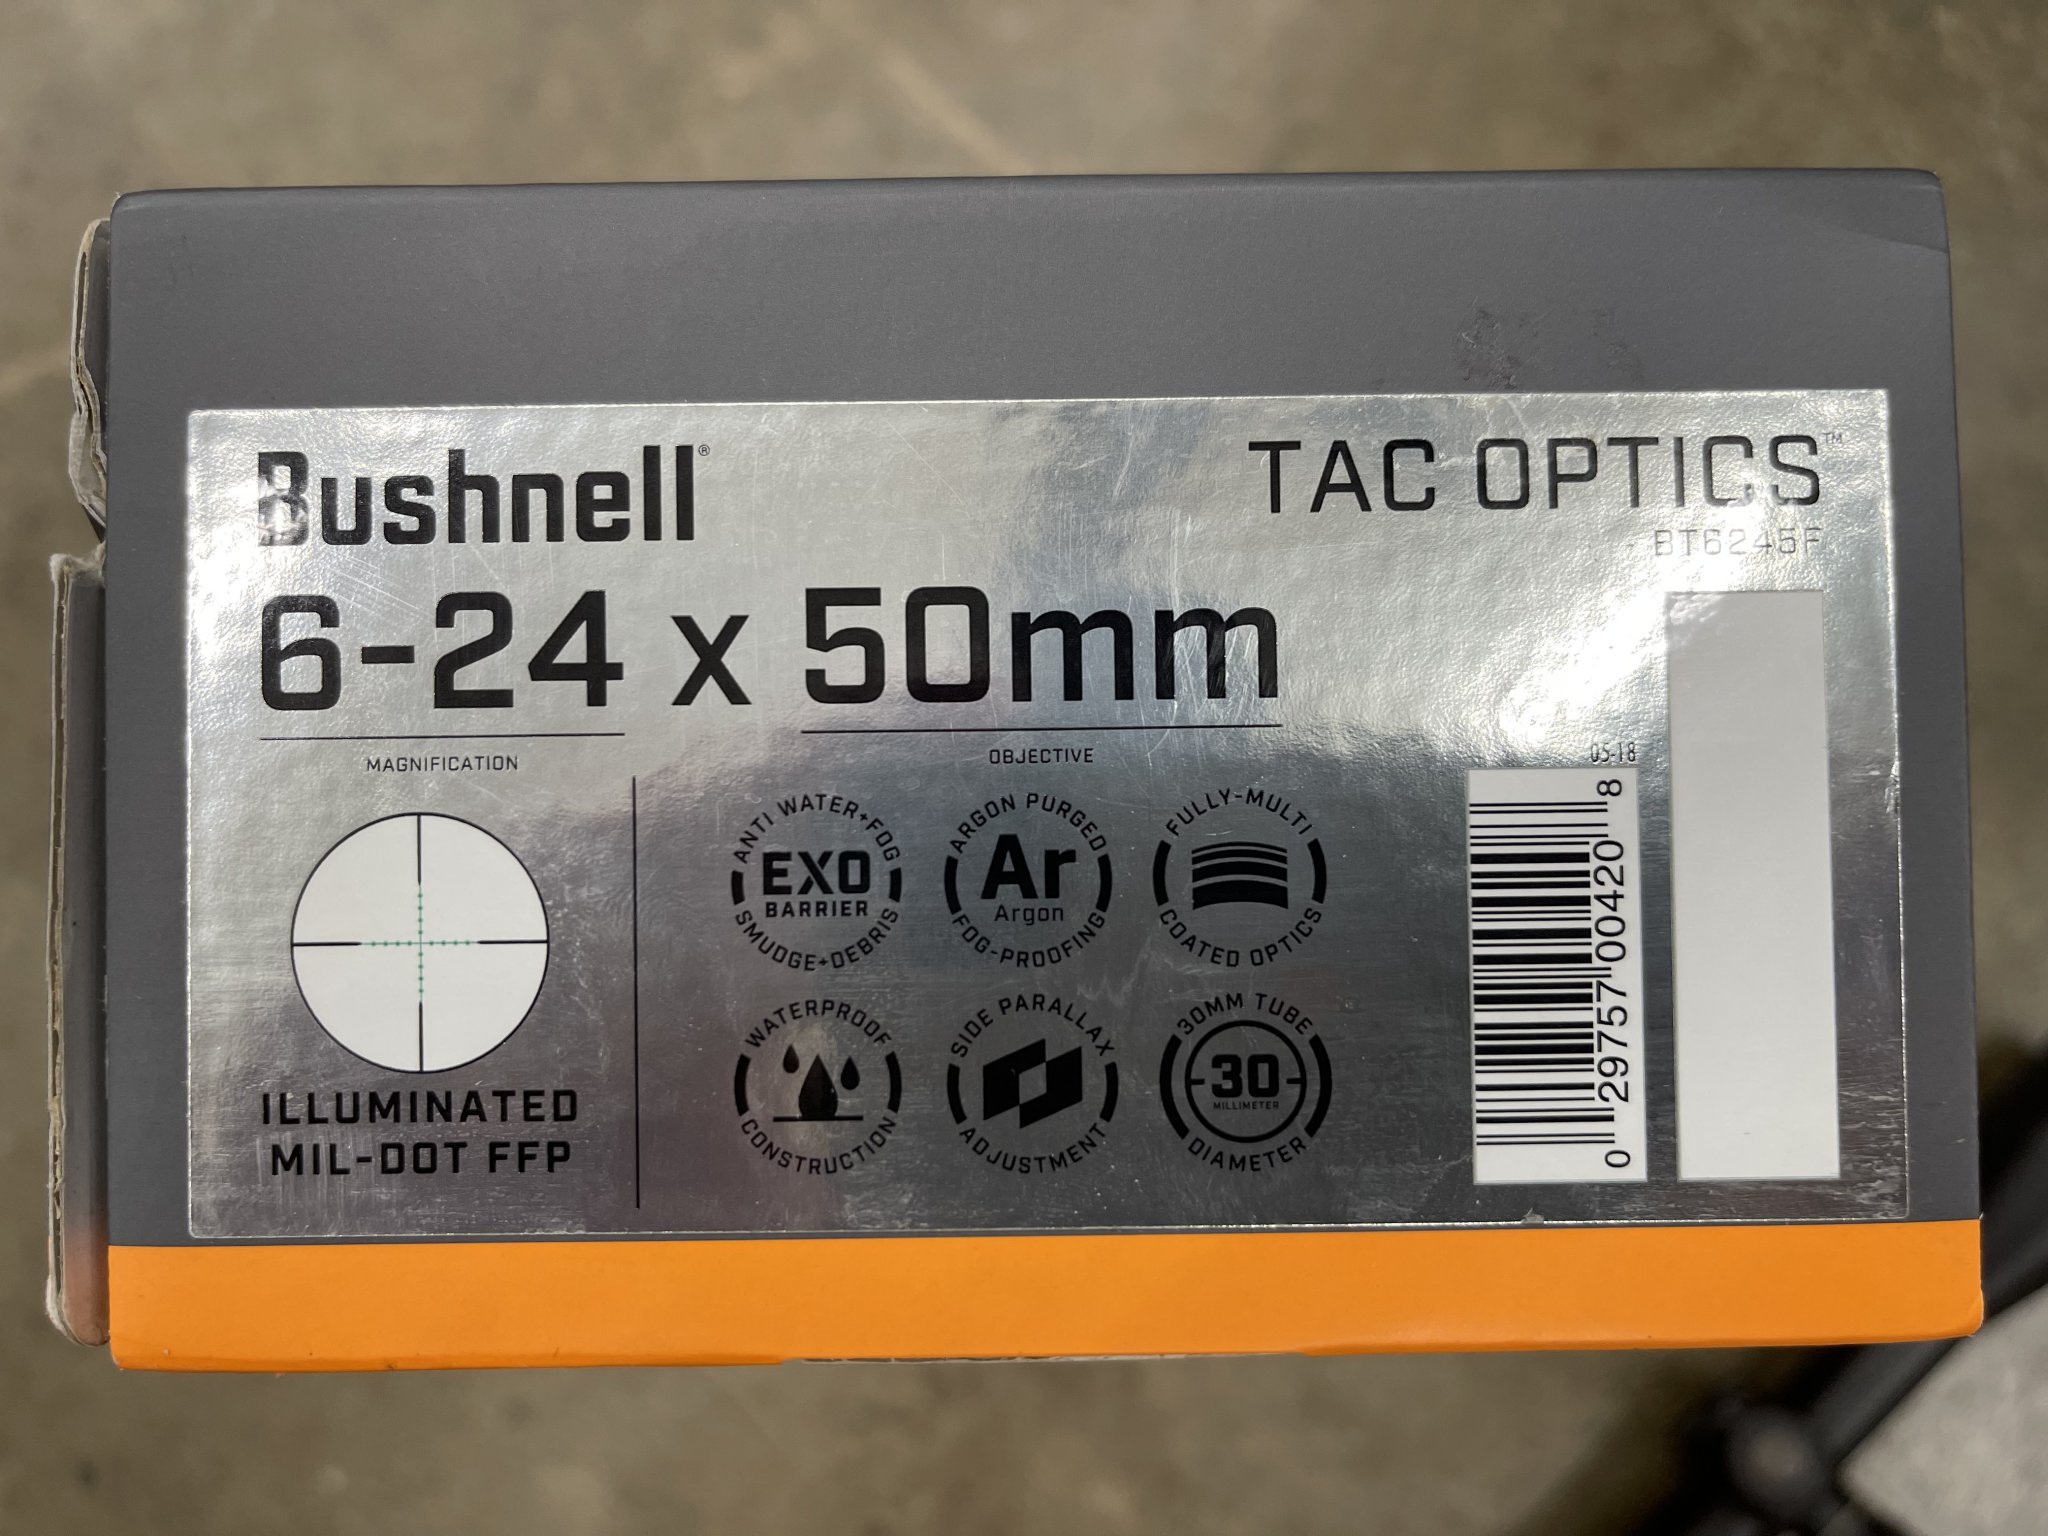 Bushnell®
TAC OPTICS™
BT6245F
6-24 x 50mm
MAGNIFICATION
OBJECTIVE
ILLUMINATED
MIL-DOT FFP
ANTI WATER+FOG
EXO
BARRIER
SMUDGE+DEBRIS
ARGON PURGED
Ar
Argon
FOG-PROOFING
FULLY-MULTI
COATED OPTICS
WATERPROOF
CONSTRUCTION
SIDE PARALLAX
ADJUSTMENT
30MM TUBE
30
MILLIMETER
DIAMETER
05-18
0 29757 00420 8